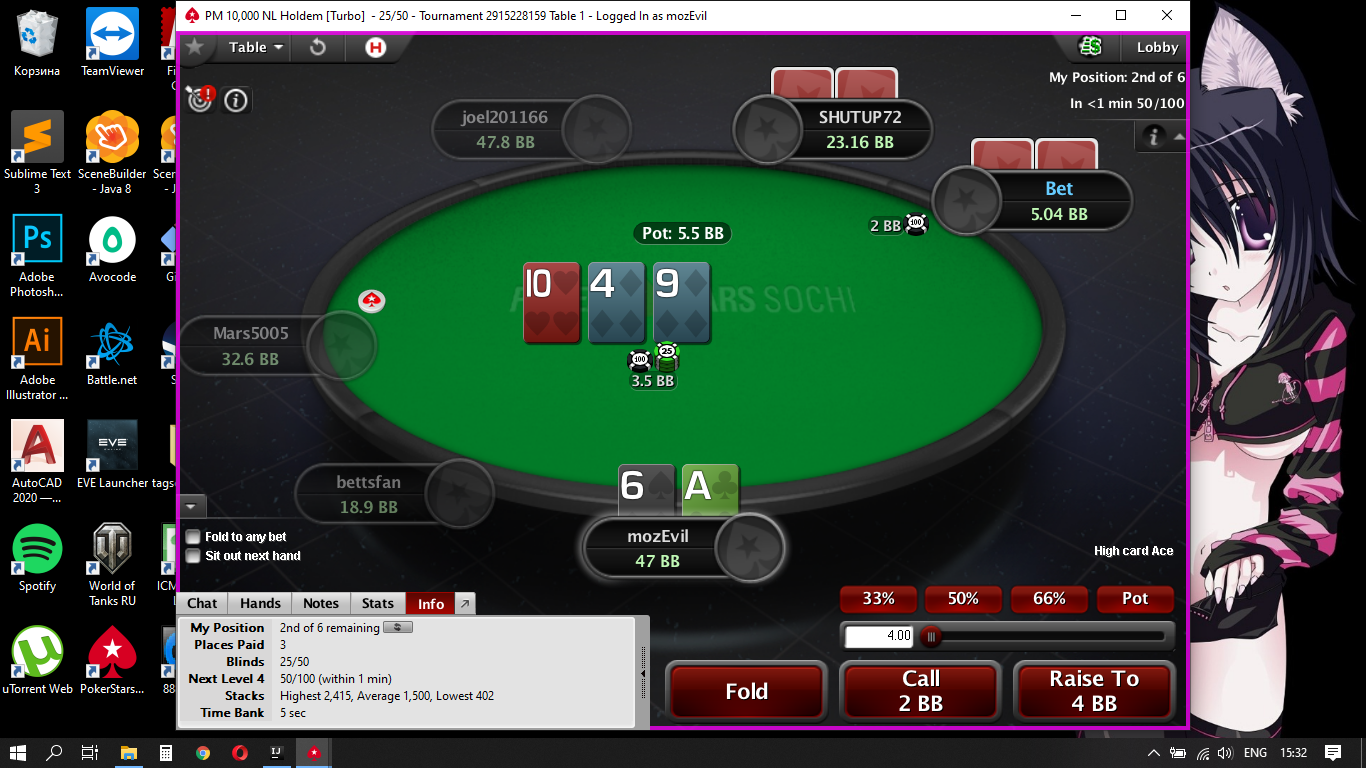 PM 10,000 NL Holdem [Turbo]  - 25/50 - Tournament 2915228159 Table 1 - Logged In as mozEvil
Table
H
Lobby
My Position: 2nd of 6
In <1 min 50/100
joel201166
47.8 BB
SHUTUP72
23.16 BB
Bet
5.04 BB
2 BB
100
Pot: 5.5 BB
10
4
9
SOCHI
100
25
3.5 BB
Mars5005
32.6 BB
bettsfan
18.9 BB
6
A
mozEvil
47 BB
Fold to any bet
Sit out next hand
High card Ace
33%
50%
66%
Pot
4.00
Fold
Call
2 BB
Raise To
4 BB
Chat
Hands
Notes
Stats
Info
My Position 2nd of 6 remaining
Places Paid 3
Blinds 25/50
Next Level 4 50/100 (within 1 min)
Stacks Highest 2,415, Average 1,500, Lowest 402
Time Bank 5 sec
Корзина
TeamViewer
Sublime Text
3
SceneBuilder
- Java 8
Ps
Adobe
Photosh...
Avocode
Ai
Adobe
Illustrator ...
Battle.net
AutoCAD
2020 —...
EVE
EVE Launcher
Spotify
World of
Tanks RU
uTorrent Web
PokerStars...
ENG
15:32